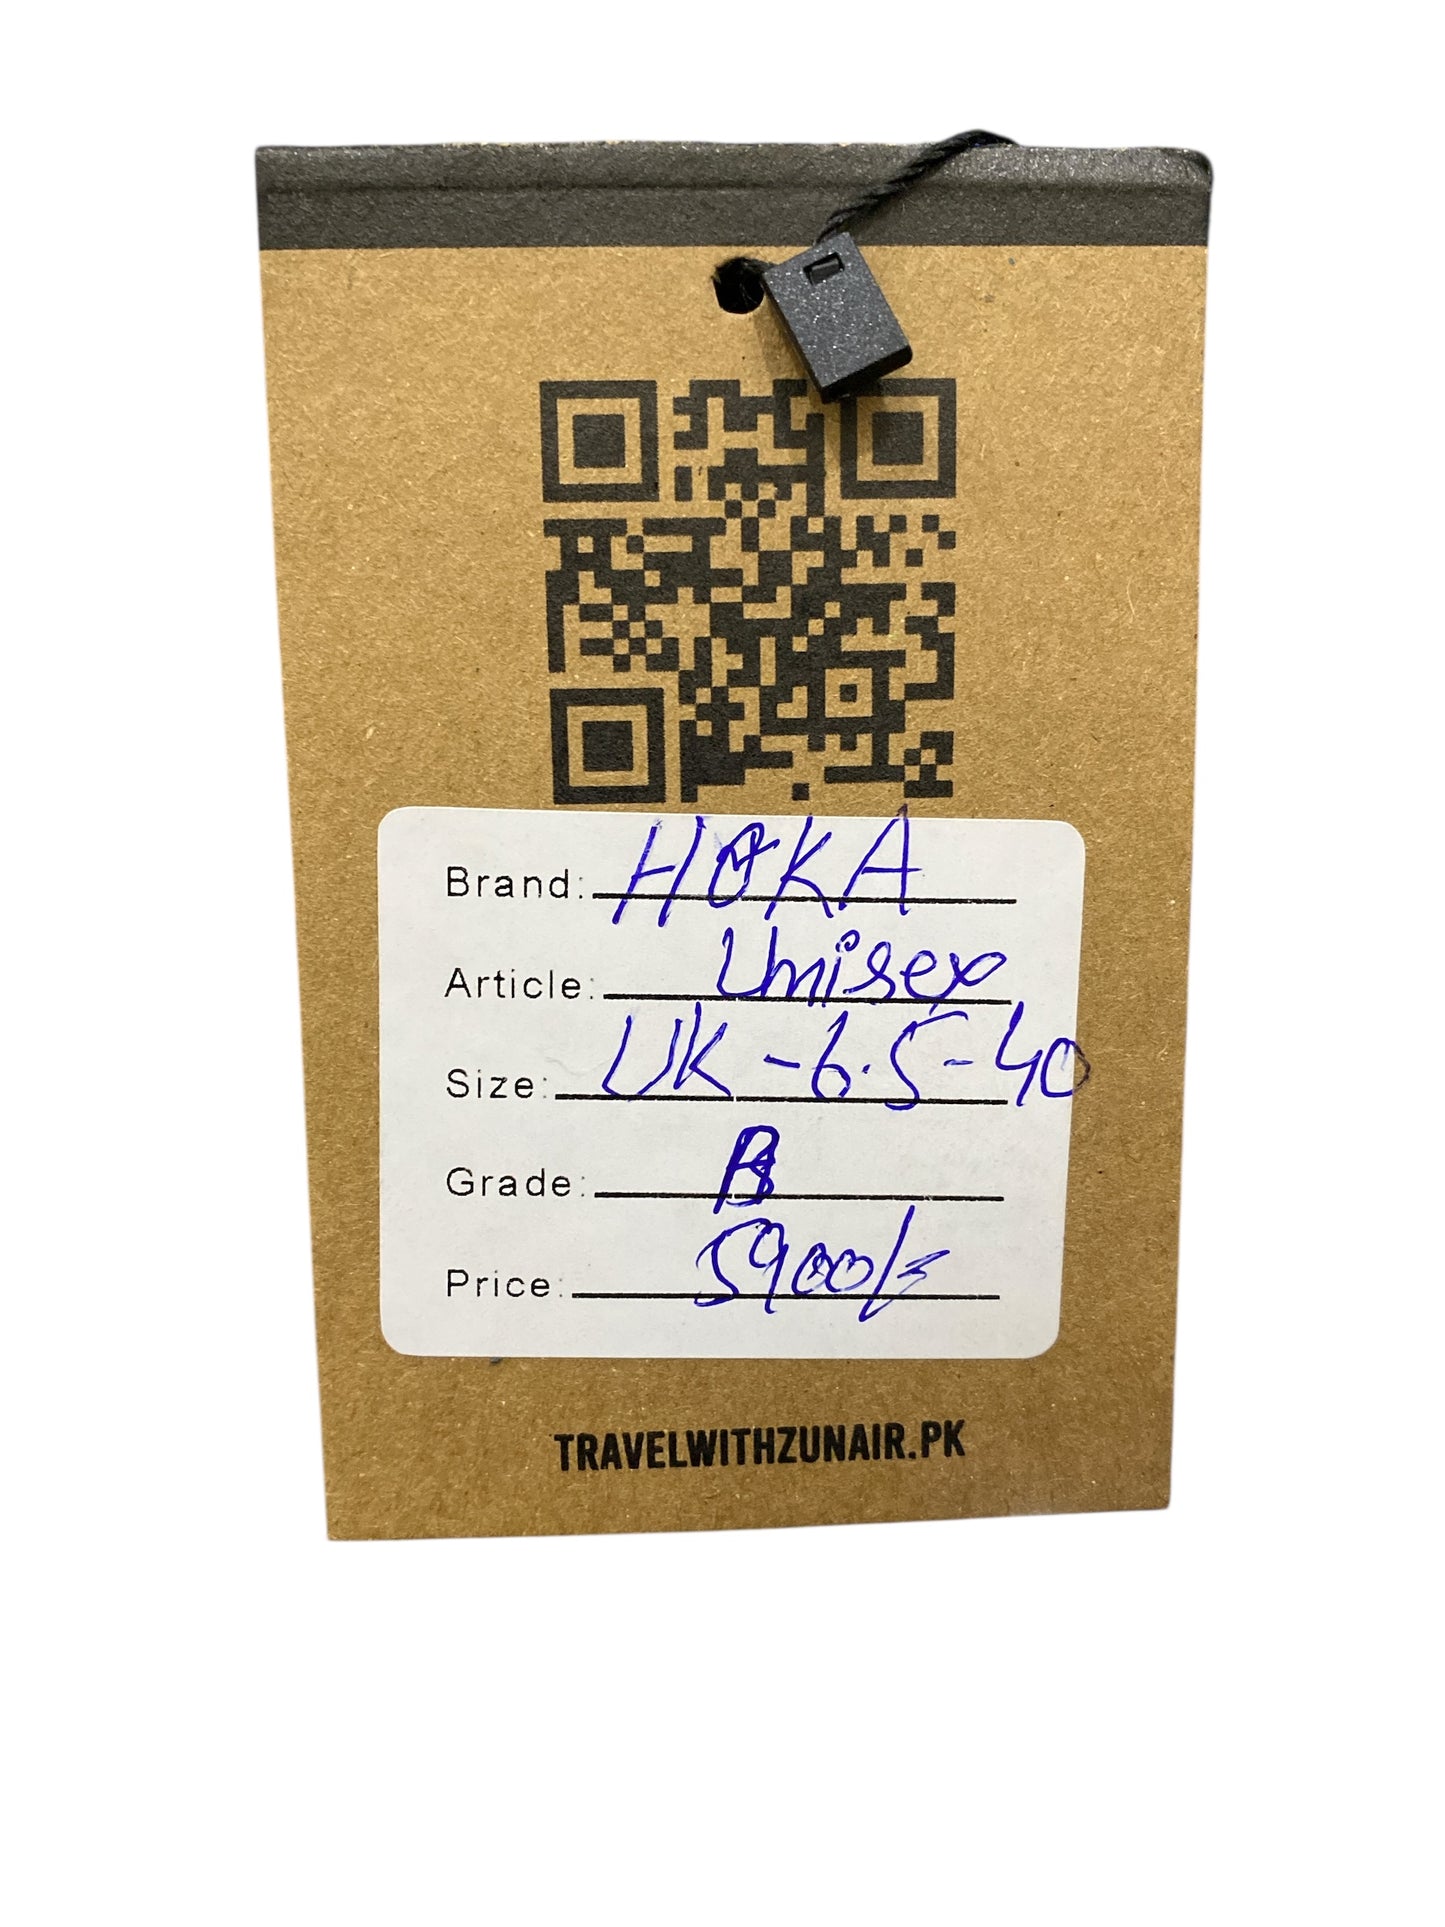 Brand: HOKA
Article: Unisex
Size: UK - 6.5 - 40
Grade: B
Price: 5900/=
TRAVELWITHZUNAIR.PK